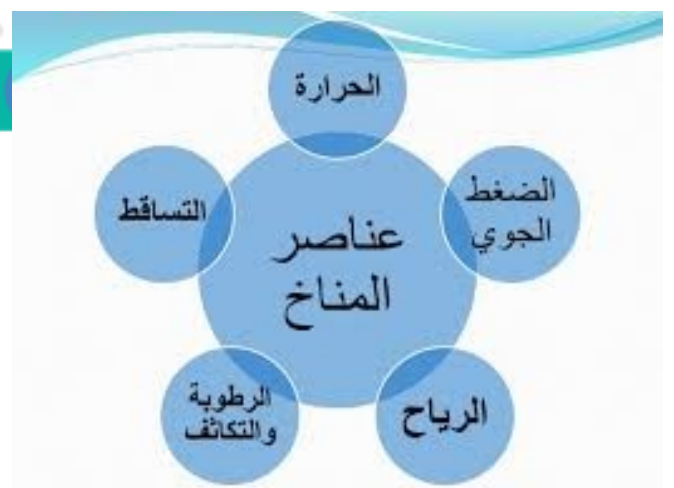 الحرارة
الضغط
الجوي
عناصر
المناخ
التساقط
الرياح
الرطوبة
والتكاثف